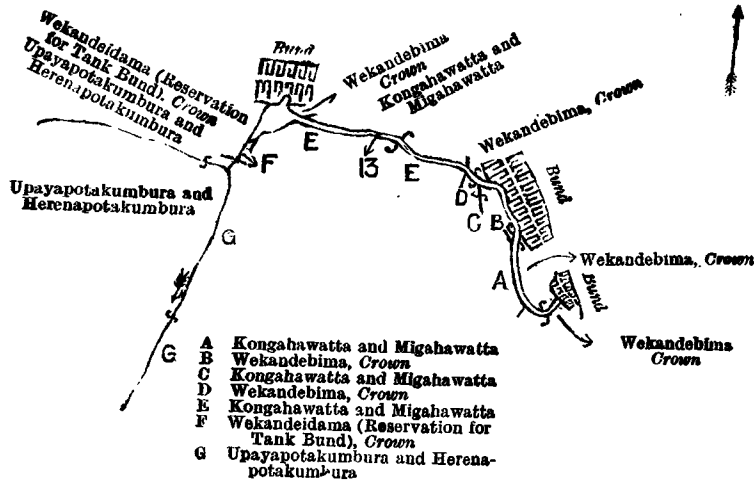 Wekandeidama (Reservation
for Tank Bund), Crown
Upayapotakumbura and
Herenapotakumbura
Bund
Wekandebima
Crown
Kongahawatta and
Migahawatta
Wekandebima, Crown
Bund
E
13
E
F
D
C
B
Upayapotakumbura and
Herenapotakumbura
G
Wekandebima, Crown
A
Bund
Wekandebima
Crown
G
A Kongahawatta and Migahawatta
B Wekandebima, Crown
C Kongahawatta and Migahawatta
D Wekandebima, Crown
E Kongahawatta and Migahawatta
F Wekandeidama (Reservation for
Tank Bund), Crown
G Upayapotakumbura and Herena-
potakumbura